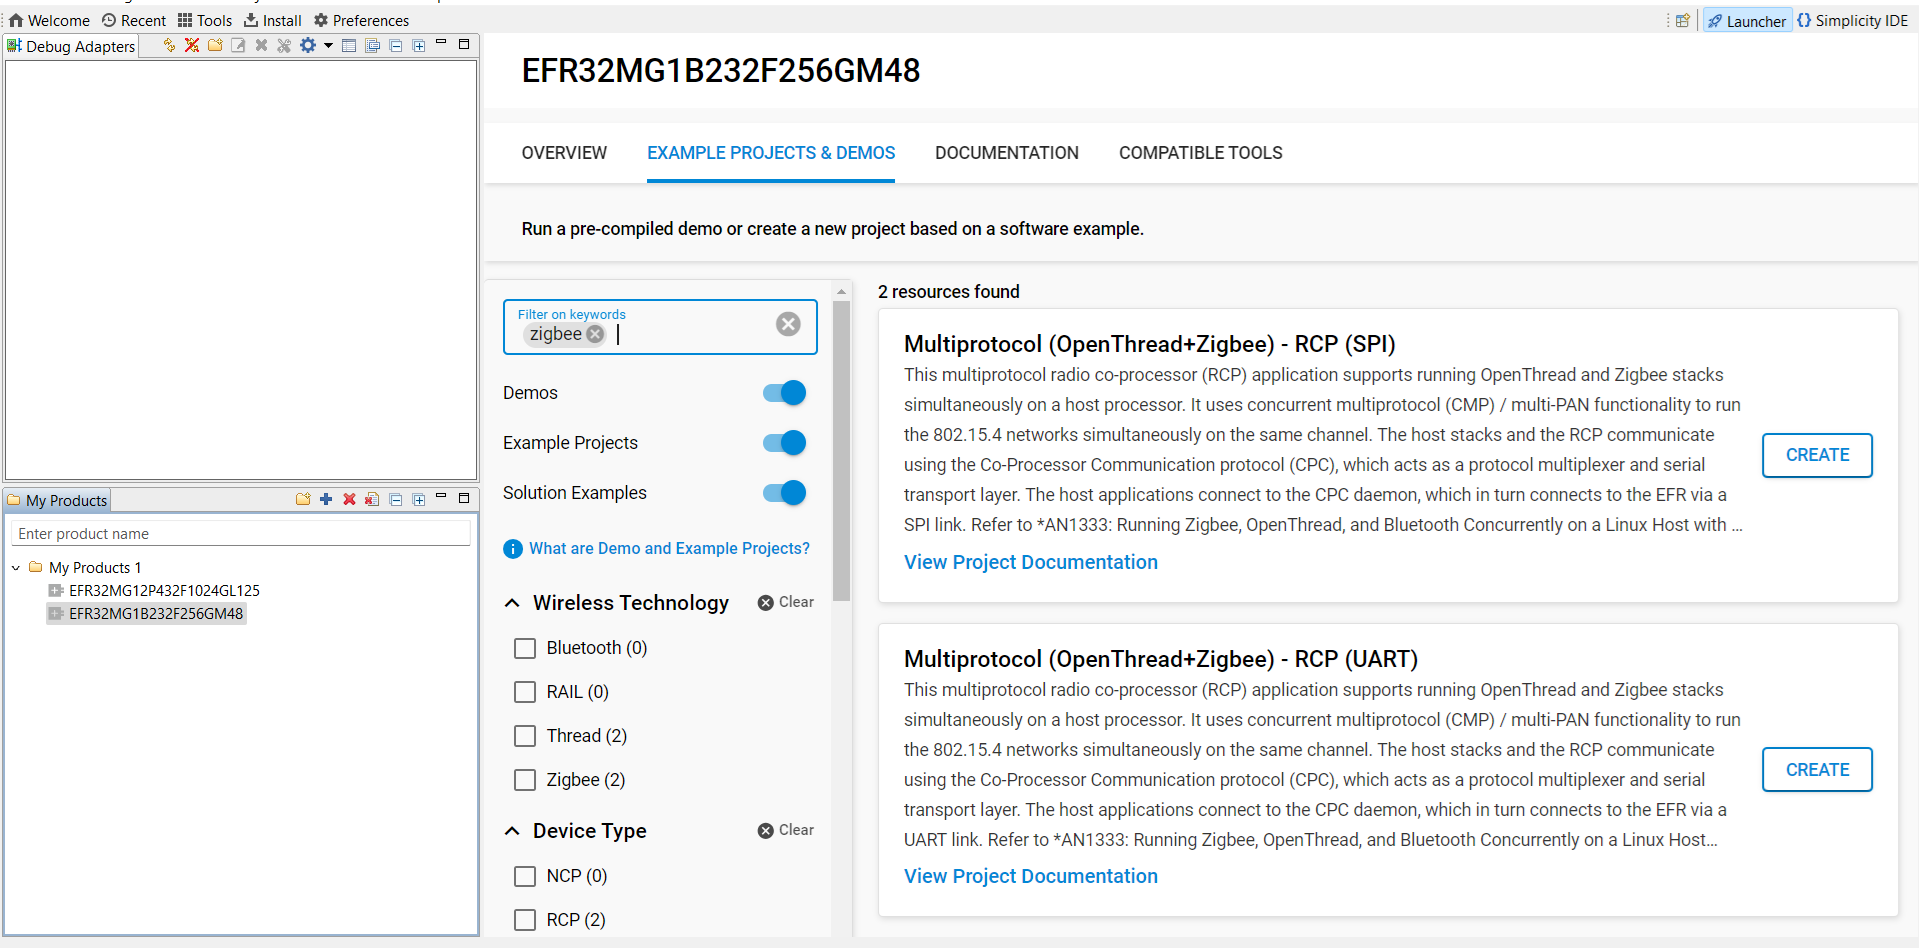 Welcome Recent Tools Install Preferences
Launcher Simplicity IDE
Debug Adapters
My Products
Enter product name
My Products 1
EFR32MG12P432F1024GL125
EFR32MG1B232F256GM48
EFR32MG1B232F256GM48
OVERVIEW EXAMPLE PROJECTS & DEMOS DOCUMENTATION COMPATIBLE TOOLS
Run a pre-compiled demo or create a new project based on a software example.
Filter on keywords
zigbee
Demos
Example Projects
Solution Examples
What are Demo and Example Projects?
Wireless Technology Clear
Bluetooth (0)
RAIL (0)
Thread (2)
Zigbee (2)
Device Type Clear
NCP (0)
RCP (2)
2 resources found
Multiprotocol (OpenThread+Zigbee) - RCP (SPI)
This multiprotocol radio co-processor (RCP) application supports running OpenThread and Zigbee stacks
simultaneously on a host processor. It uses concurrent multiprotocol (CMP) / multi-PAN functionality to run
the 802.15.4 networks simultaneously on the same channel. The host stacks and the RCP communicate
using the Co-Processor Communication protocol (CPC), which acts as a protocol multiplexer and serial
transport layer. The host applications connect to the CPC daemon, which in turn connects to the EFR via a
SPI link. Refer to *AN1333: Running Zigbee, OpenThread, and Bluetooth Concurrently on a Linux Host with ...
View Project Documentation
CREATE
Multiprotocol (OpenThread+Zigbee) - RCP (UART)
This multiprotocol radio co-processor (RCP) application supports running OpenThread and Zigbee stacks
simultaneously on a host processor. It uses concurrent multiprotocol (CMP) / multi-PAN functionality to run
the 802.15.4 networks simultaneously on the same channel. The host stacks and the RCP communicate
using the Co-Processor Communication protocol (CPC), which acts as a protocol multiplexer and serial
transport layer. The host applications connect to the CPC daemon, which in turn connects to the EFR via a
UART link. Refer to *AN1333: Running Zigbee, OpenThread, and Bluetooth Concurrently on a Linux Host...
View Project Documentation
CREATE